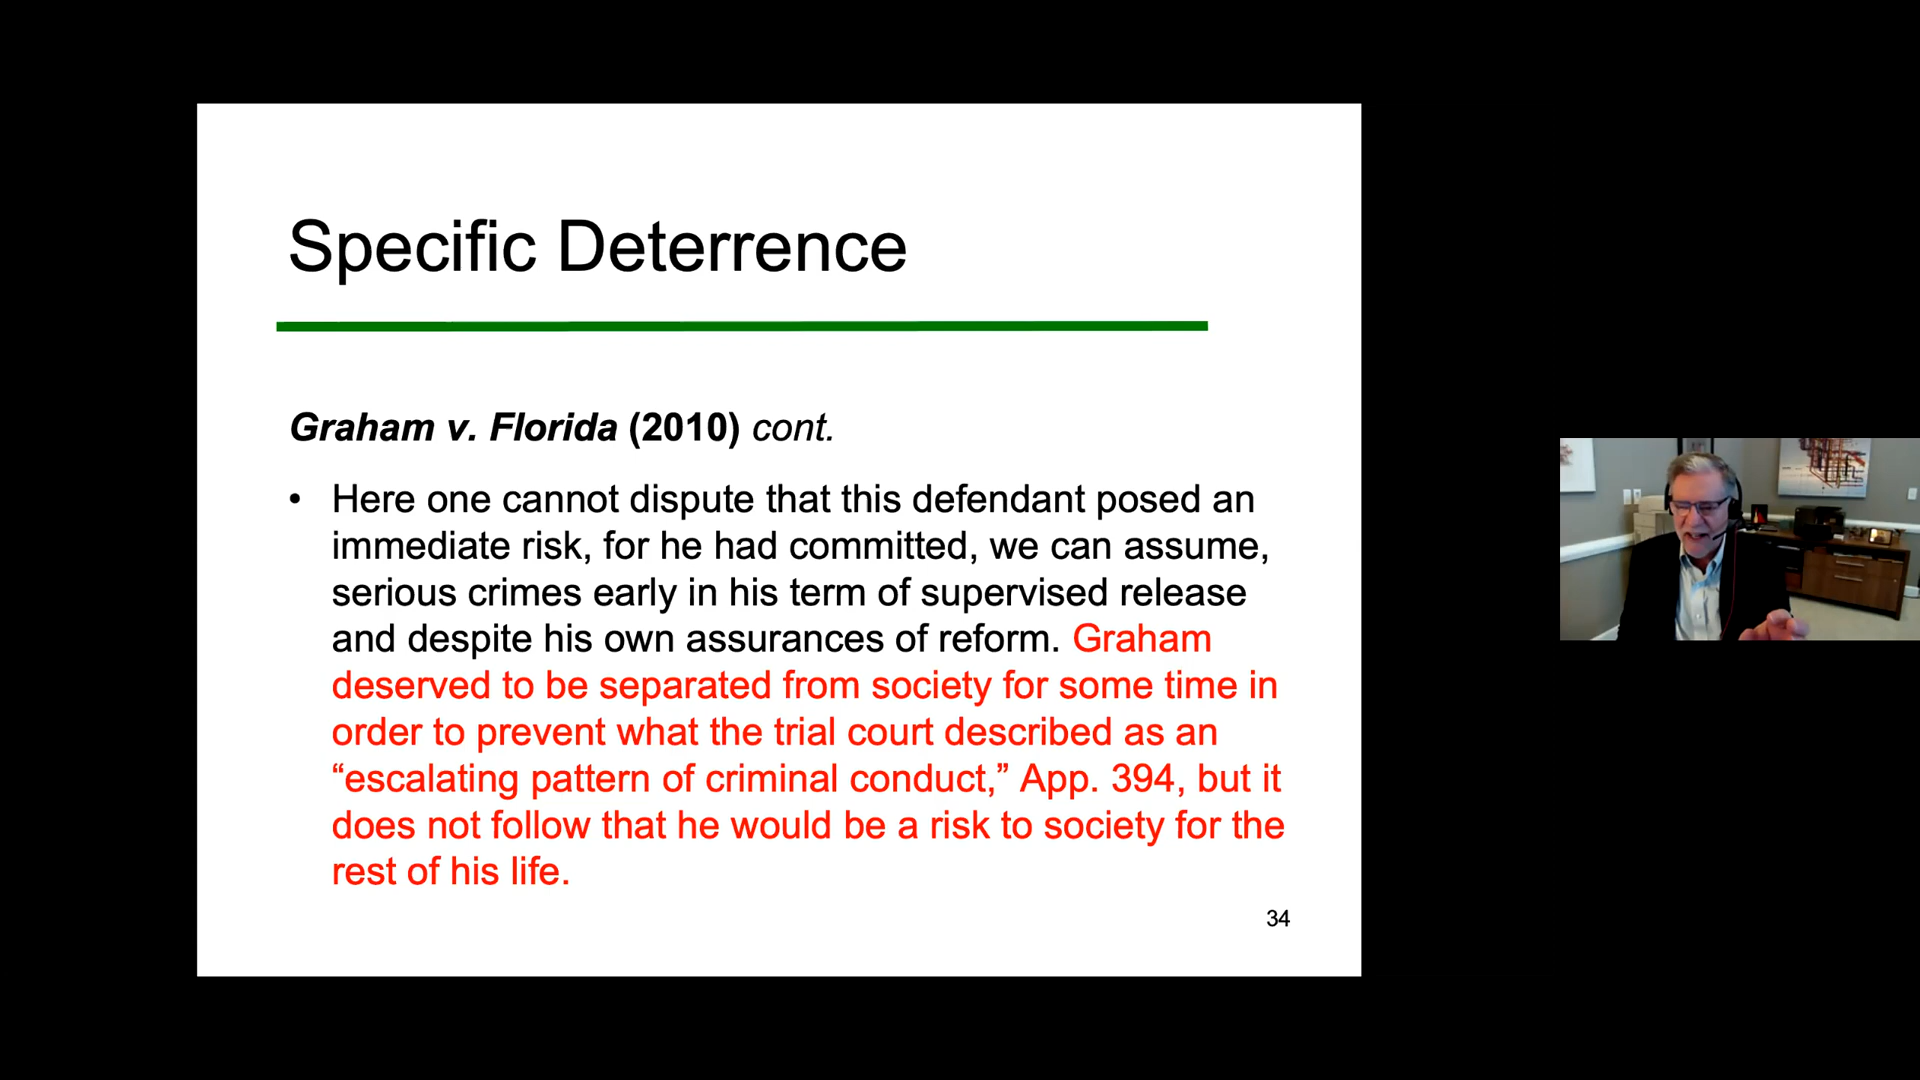 Specific Deterrence
Graham v. Florida (2010) cont.
• Here one cannot dispute that this defendant posed an
immediate risk, for he had committed, we can assume,
serious crimes early in his term of supervised release
and despite his own assurances of reform. Graham
deserved to be separated from society for some time in
order to prevent what the trial court described as an
“escalating pattern of criminal conduct,” App. 394, but it
does not follow that he would be a risk to society for the
rest of his life.
34